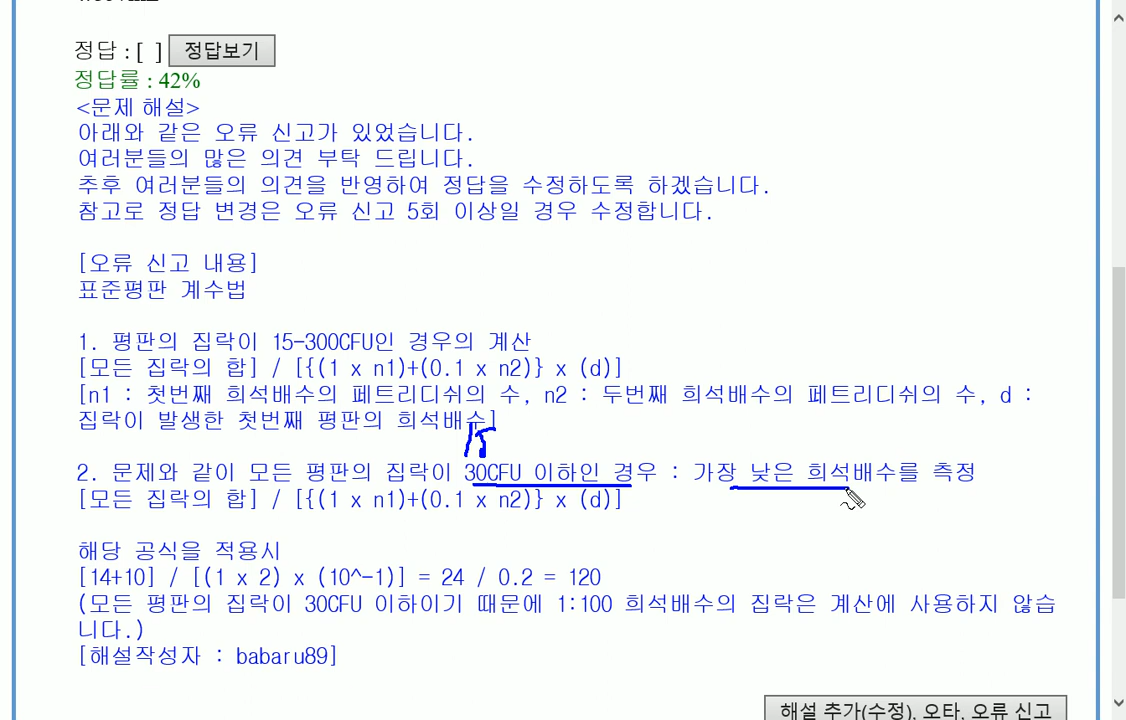 정답 : [ ] 정답보기
정답률 : 42%
<문제 해설>
아래와 같은 오류 신고가 있었습니다.
여러분들의 많은 의견 부탁 드립니다.
추후 여러분들의 의견을 반영하여 정답을 수정하도록 하겠습니다.
참고로 정답 변경은 오류 신고 5회 이상일 경우 수정합니다.
[오류 신고 내용]
표준평판 계수법
1. 평판의 집락이 15-300CFU인 경우의 계산
[모든 집락의 합] / [{(1 x n1)+(0.1 x n2)} x (d)]
[n1 : 첫번째 희석배수의 페트리디쉬의 수, n2 : 두번째 희석배수의 페트리디쉬의 수, d :
집락이 발생한 첫번째 평판의 희석배수]
15
2. 문제와 같이 모든 평판의 집락이 30CFU 이하인 경우 : 가장 낮은 희석배수를 측정
[모든 집락의 합] / [{(1 x n1)+(0.1 x n2)} x (d)]
해당 공식을 적용시
[14+10] / [(1 x 2) x (10^-1)] = 24 / 0.2 = 120
(모든 평판의 집락이 30CFU 이하이기 때문에 1:100 희석배수의 집락은 계산에 사용하지 않습
니다.)
[해설작성자 : babaru89]
해설 추가(수정), 오타, 오류 신고